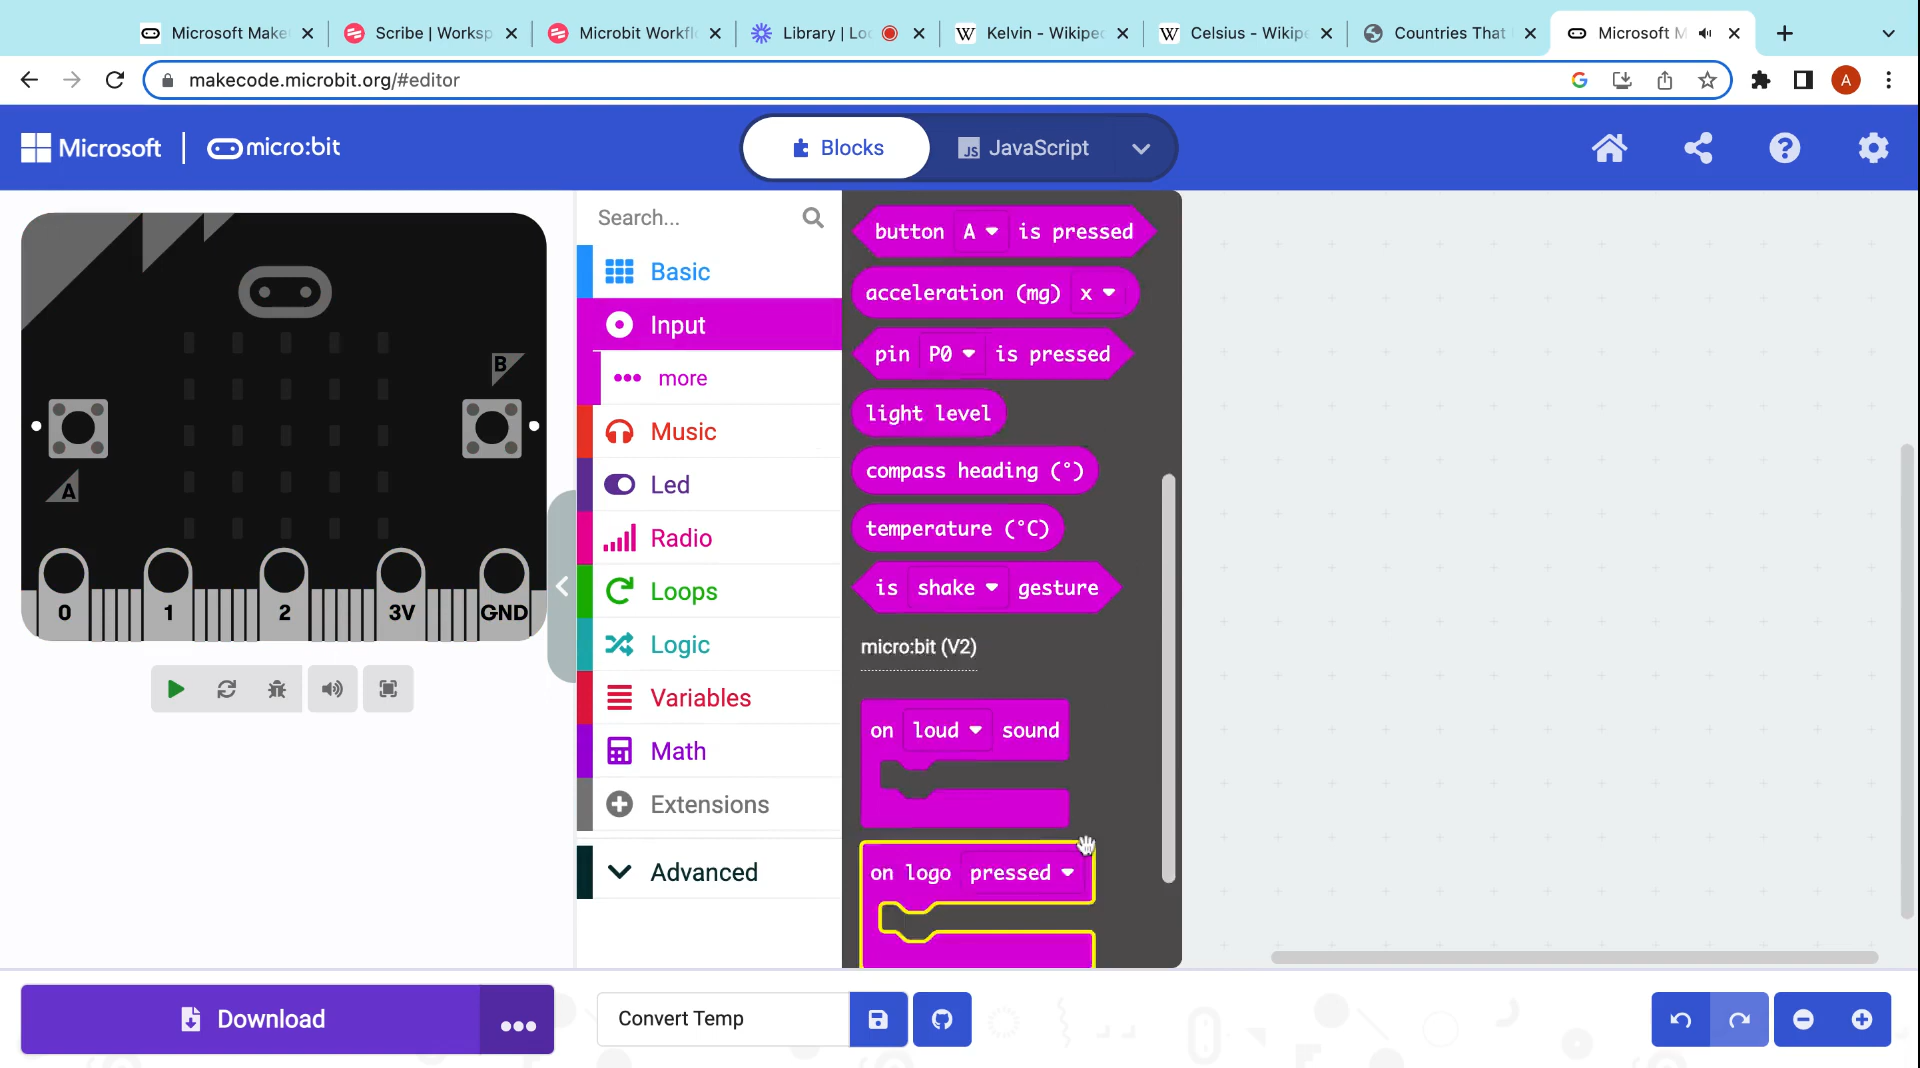 Microsoft Make
Scribe | Worksp
Microbit Workfl
Library | Loo
Kelvin - Wikiped
Celsius - Wikipe
Countries That
Microsoft M
makecode.microbit.org/#editor
A
Microsoft
micro:bit
Blocks
JS JavaScript
Search...
Basic
Input
more
Music
Led
Radio
Loops
Logic
Variables
Math
Extensions
Advanced
button A is pressed
acceleration (mg) x
pin P0 is pressed
light level
compass heading (°)
temperature (°C)
is shake gesture
micro:bit (V2)
on loud sound
on logo pressed
B
A
0 1 2 3V GND
Download
Convert Temp